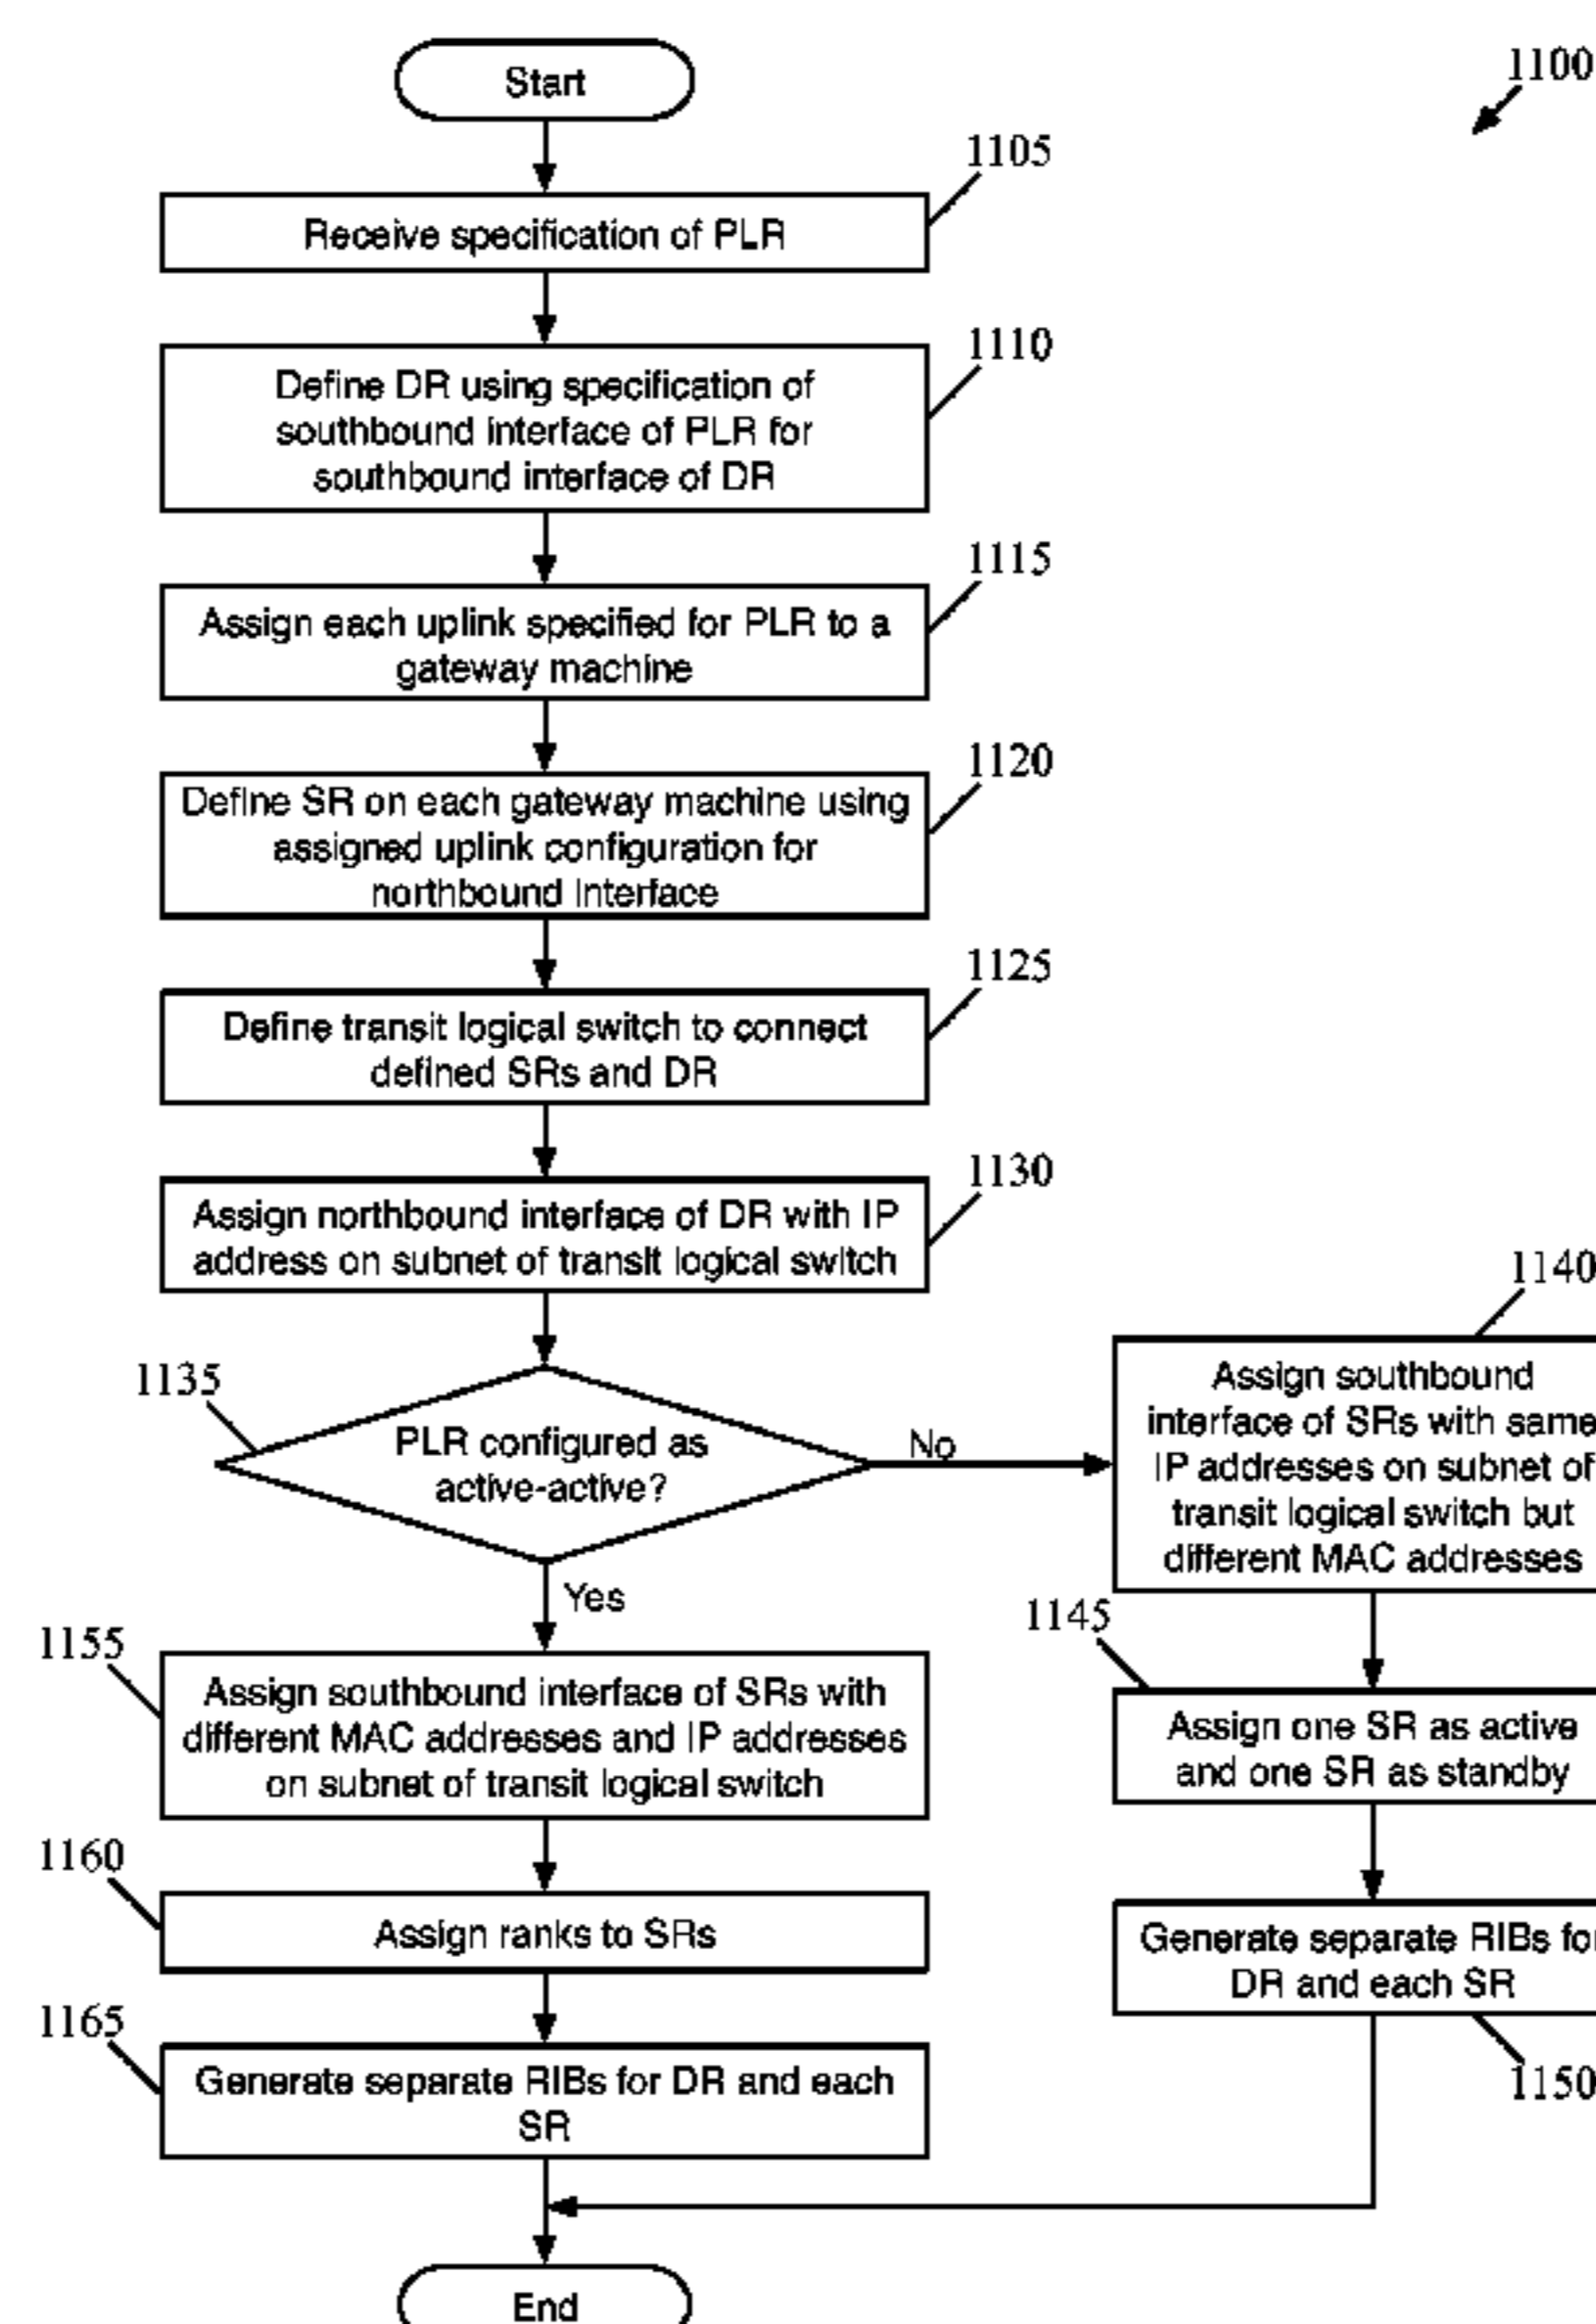 Start
1100
1105
Receive specification of PLR
1110
Define DR using specification of
southbound interface of PLR for
southbound interface of DR
1115
Assign each uplink specified for PLR to a
gateway machine
1120
Define SR on each gateway machine using
assigned uplink configuration for
northbound interface
1125
Define transit logical switch to connect
defined SRs and DR
1130
Assign northbound interface of DR with IP
address on subnet of transit logical switch
1135
PLR configured as
active-active?
No
Yes
1140
Assign southbound
interface of SRs with same
IP addresses on subnet of
transit logical switch but
different MAC addresses
1145
Assign one SR as active
and one SR as standby
Generate separate RIBs for
DR and each SR
1150
1155
Assign southbound interface of SRs with
different MAC addresses and IP addresses
on subnet of transit logical switch
1160
Assign ranks to SRs
1165
Generate separate RIBs for DR and each
SR
End